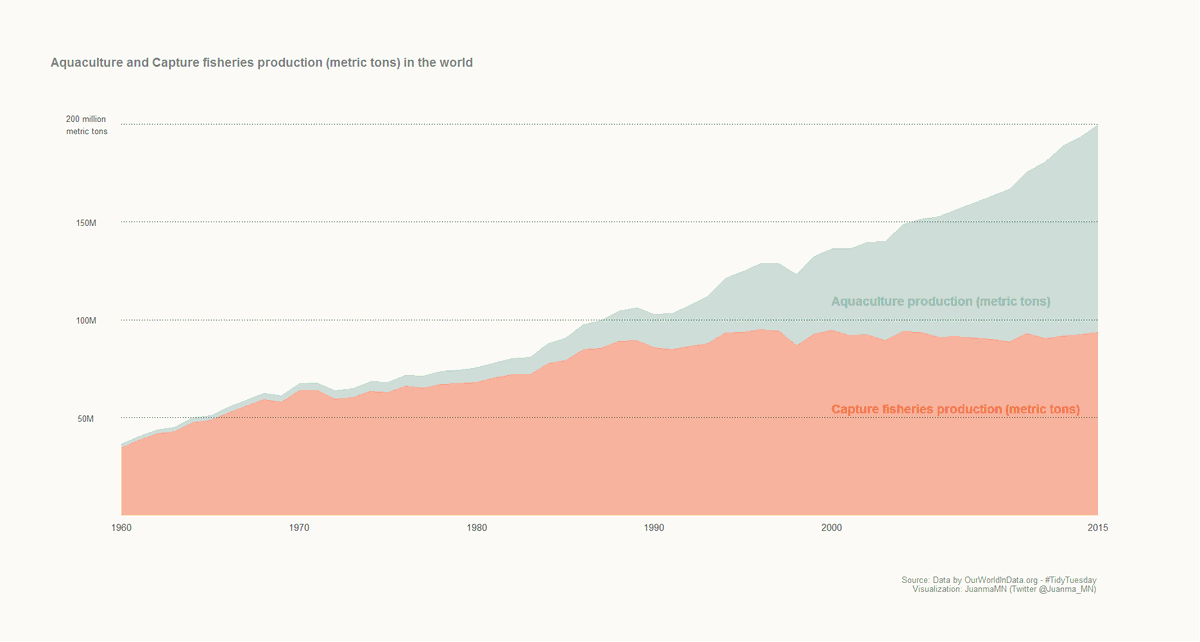 Aquaculture and Capture fisheries production (metric tons) in the world
200 million
metric tons
150M
100M
50M
Aquaculture production (metric tons)
Capture fisheries production (metric tons)
1960 1970 1980 1990 2000 2015
Source: Data by OurWorldInData.org - #TidyTuesday
Visualization: JuanmaMN (Twitter @Juanma_MN)